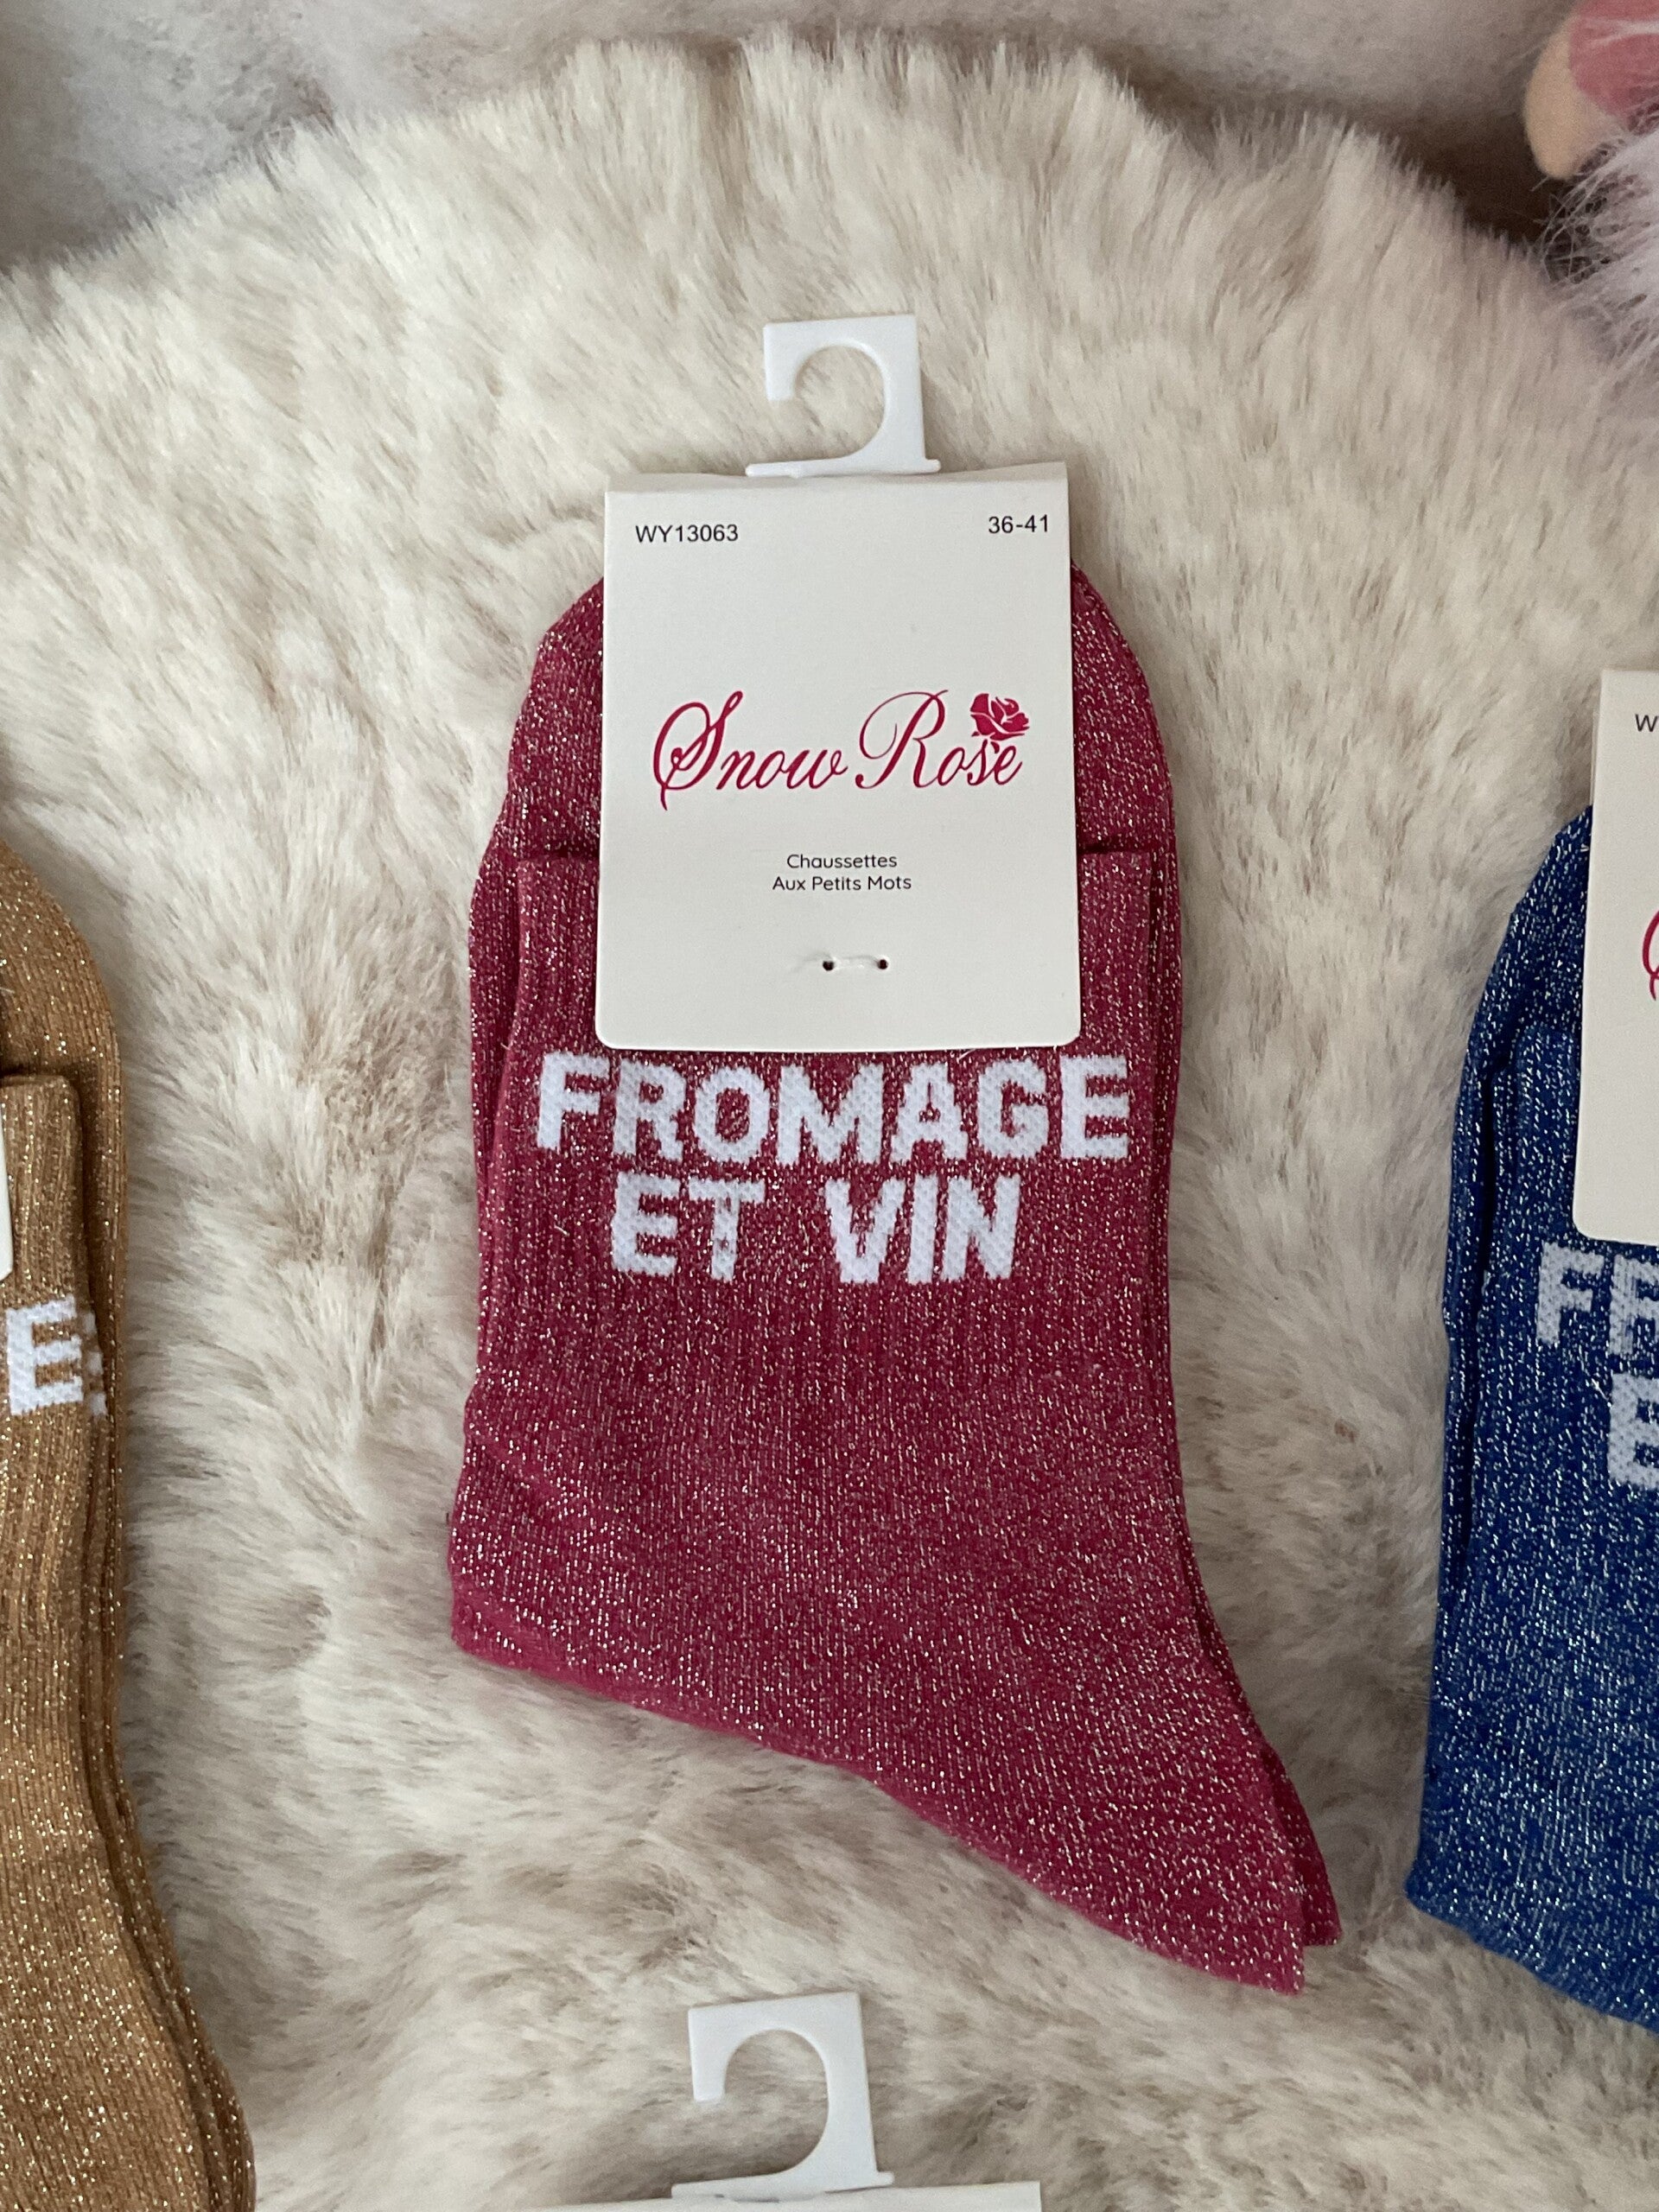 WY13063 36-41
Snow Rose
Chaussettes
Aux Petits Mots
FROMAGE
ET VIN